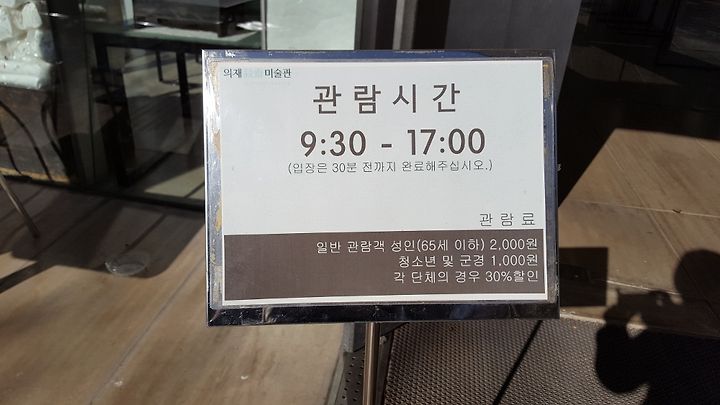 의재 미술관
관람시간
9:30 - 17:00
(입장은 30분 전까지 완료해주십시오.)
관람료
일반 관람객 성인(65세 이하) 2,000원
청소년 및 군경 1,000원
각 단체의 경우 30%할인